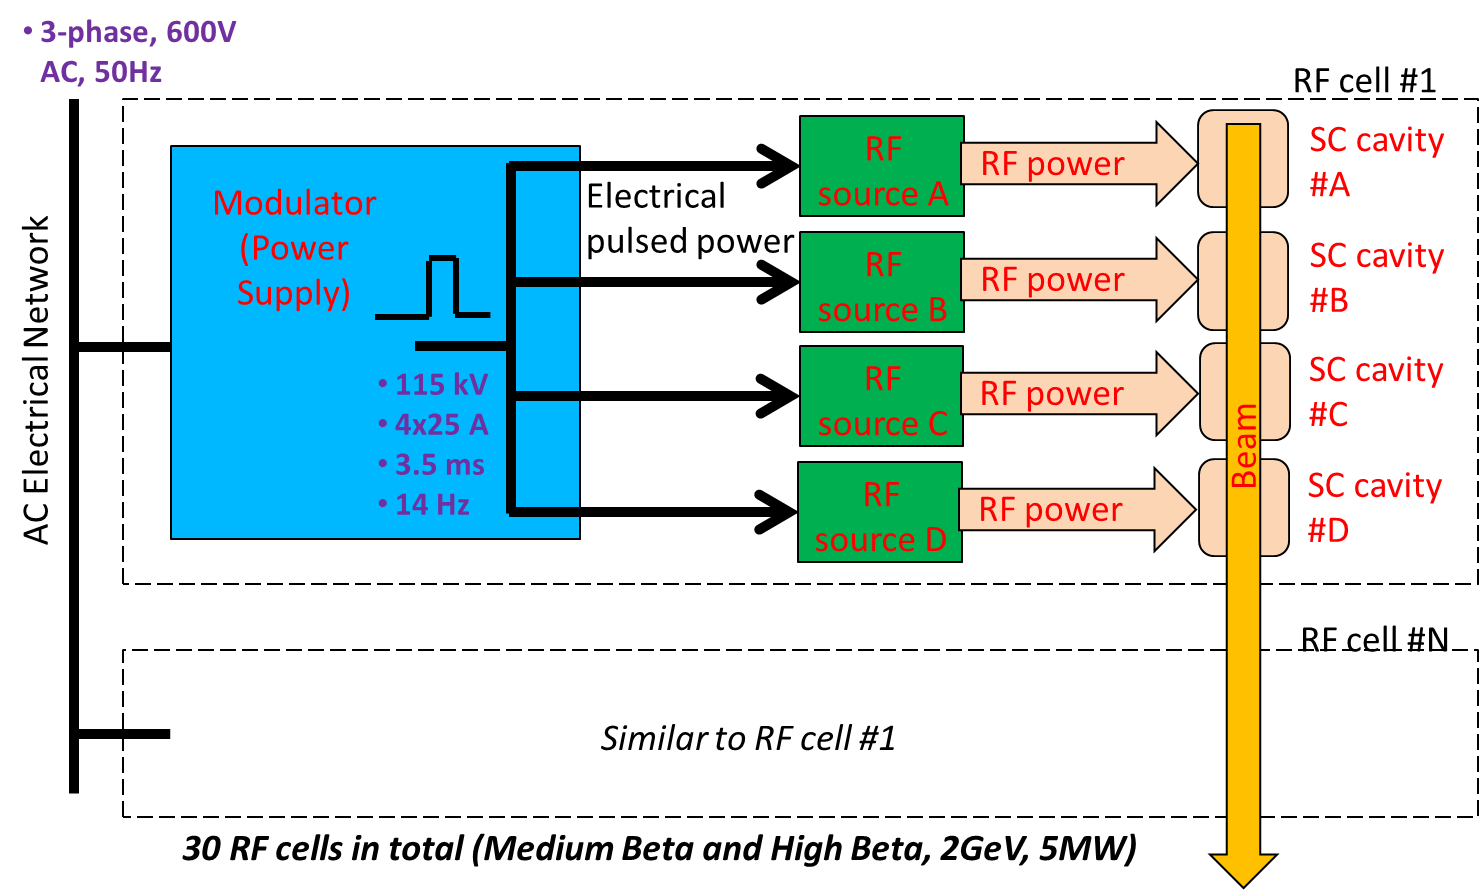 • 3-phase, 600V
AC, 50Hz
AC Electrical Network
RF cell #1
Modulator
(Power
Supply)
• 115 kV
• 4x25 A
• 3.5 ms
• 14 Hz
Electrical
pulsed power
RF
source A
RF power
SC cavity
#A
RF
source B
RF power
SC cavity
#B
RF
source C
RF power
SC cavity
#C
RF
source D
RF power
SC cavity
#D
Beam
RF cell #N
Similar to RF cell #1
30 RF cells in total (Medium Beta and High Beta, 2GeV, 5MW)